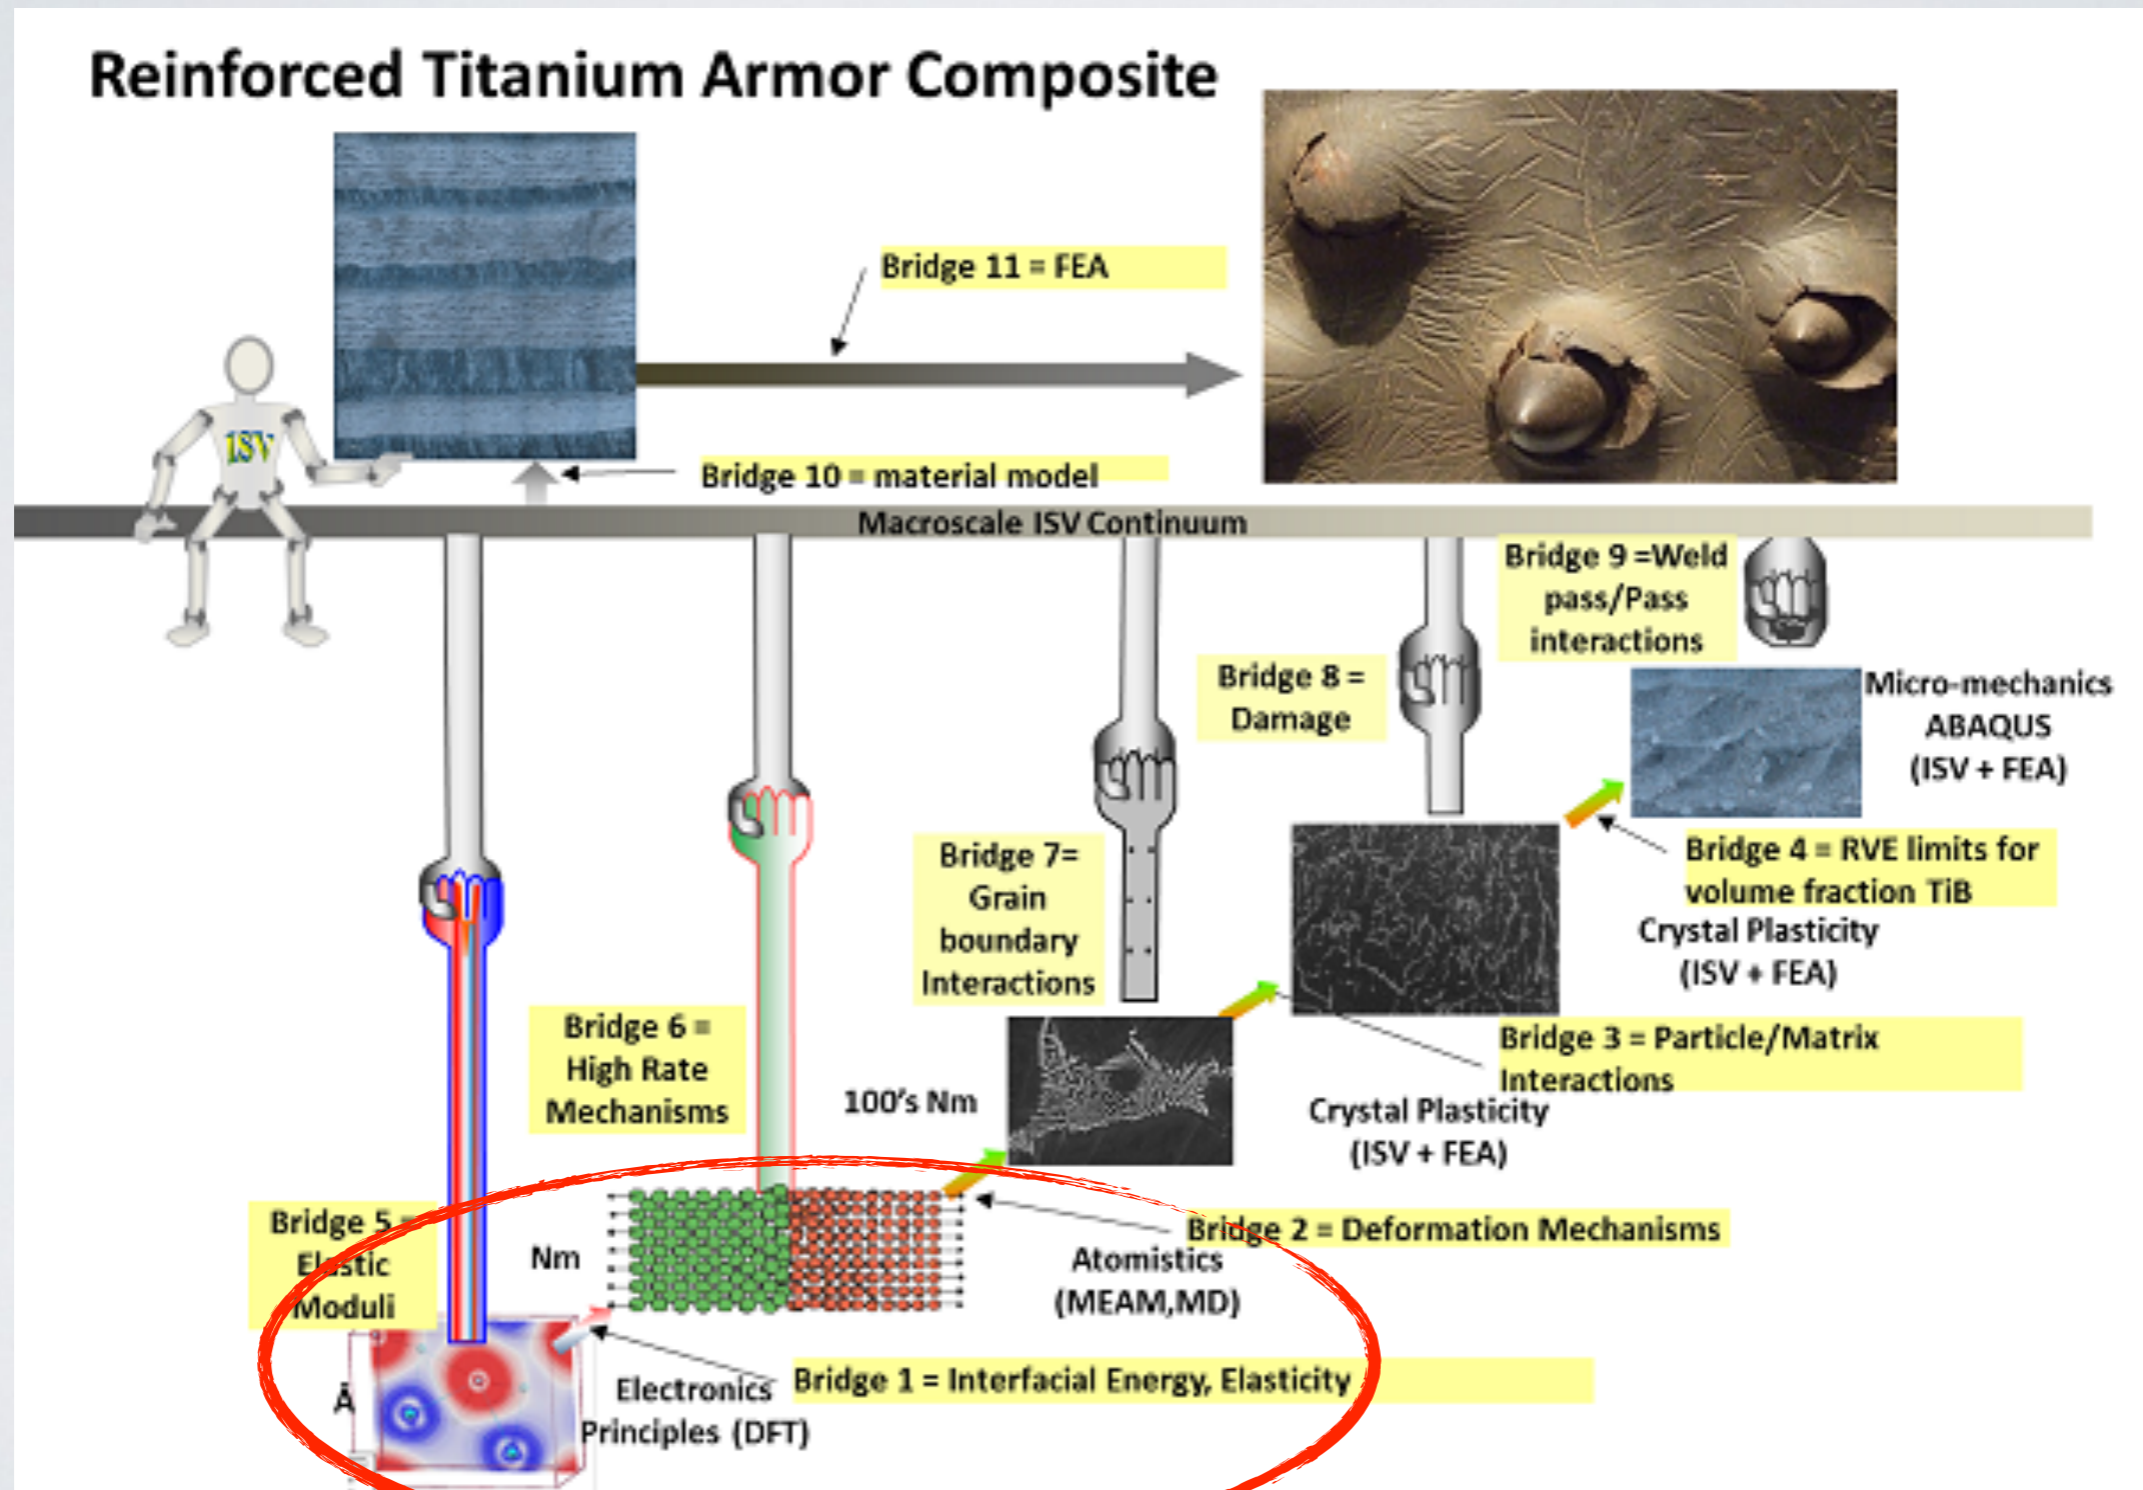 Reinforced Titanium Armor Composite
Bridge 11 = FEA
ISV
Bridge 10 = material model
Macroscale ISV Continuum
Bridge 9 =Weld
pass/Pass
interactions
Bridge 8 =
Damage
Micro-mechanics
ABAQUS
(ISV + FEA)
Bridge 7=
Grain
boundary
Interactions
Bridge 4 = RVE limits for
volume fraction TiB
Crystal Plasticity
(ISV + FEA)
Bridge 6 =
High Rate
Mechanisms
100's Nm
Bridge 3 = Particle/Matrix
Interactions
Crystal Plasticity
(ISV + FEA)
Bridge 5 =
Elastic
Moduli
Nm
Bridge 2 = Deformation Mechanisms
Atomistics
(MEAM,MD)
Bridge 1 = Interfacial Energy, Elasticity
Å
Electronics
Principles (DFT)